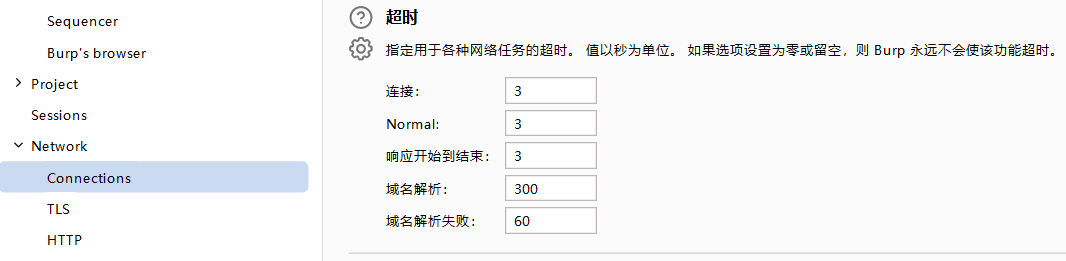 Sequencer
Burp's browser
Project
Sessions
Network
Connections
TLS
HTTP
超时
指定用于各种网络任务的超时。 值以秒为单位。 如果选项设置为零或留空，则 Burp 永远不会使该功能超时。
连接： 3
Normal: 3
响应开始到结束： 3
域名解析： 300
域名解析失败： 60